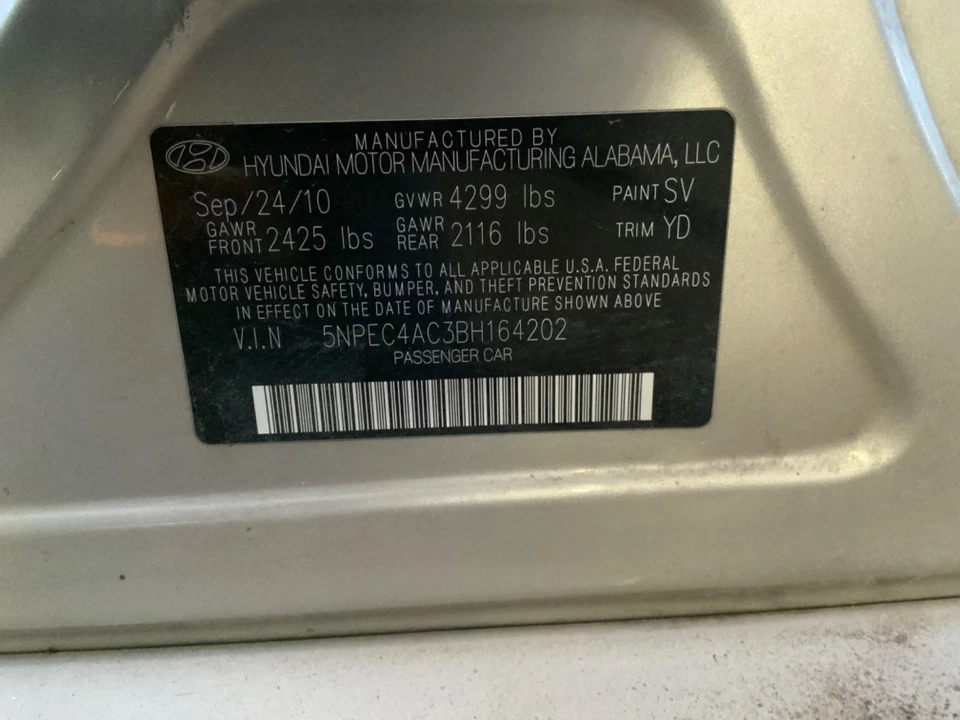 MANUFACTURED BY
HYUNDAI MOTOR MANUFACTURING ALABAMA, LLC
Sep/24/10 GVWR 4299 lbs PAINT SV
GAWR FRONT 2425 lbs GAWR REAR 2116 lbs TRIM YD
THIS VEHICLE CONFORMS TO ALL APPLICABLE U.S.A. FEDERAL
MOTOR VEHICLE SAFETY, BUMPER, AND THEFT PREVENTION STANDARDS
IN EFFECT ON THE DATE OF MANUFACTURE SHOWN ABOVE
V.I.N 5NPEC4AC3BH164202
PASSENGER CAR